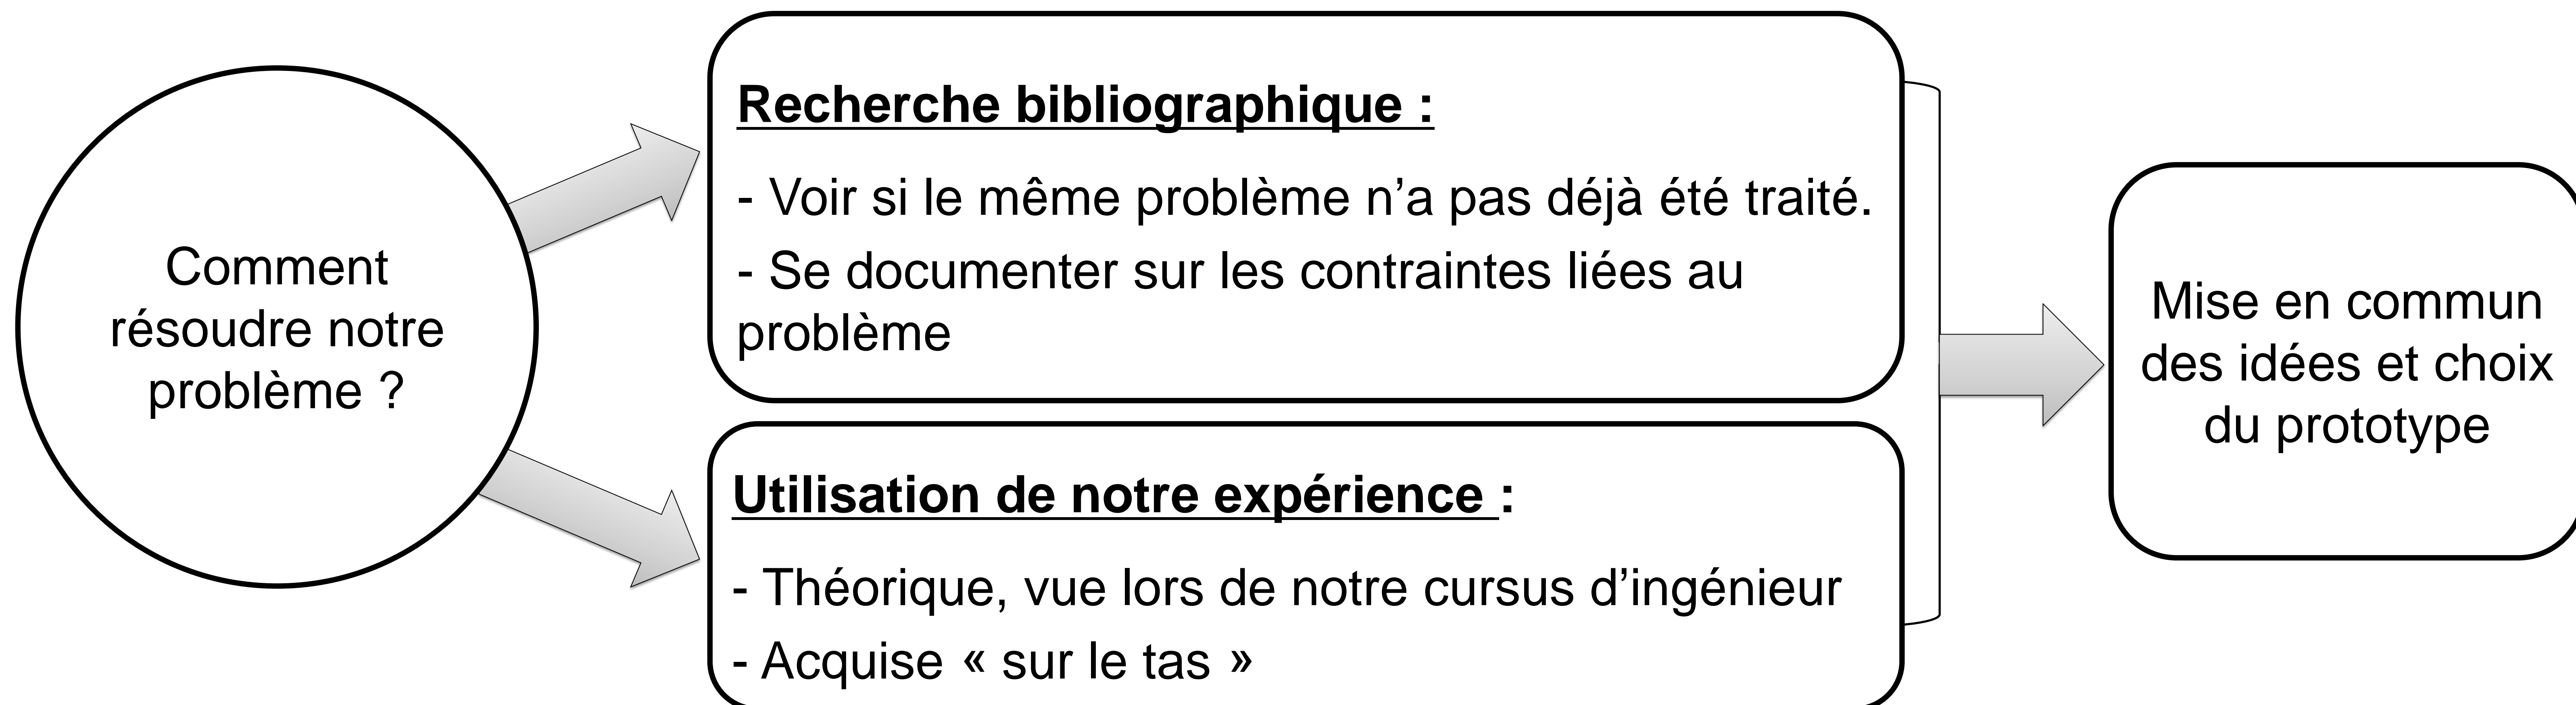 Comment
résoudre notre
problème ?
Recherche bibliographique :
- Voir si le même problème n’a pas déjà été traité.
- Se documenter sur les contraintes liées au
problème
Utilisation de notre expérience :
- Théorique, vue lors de notre cursus d’ingénieur
- Acquise « sur le tas »
Mise en commun
des idées et choix
du prototype